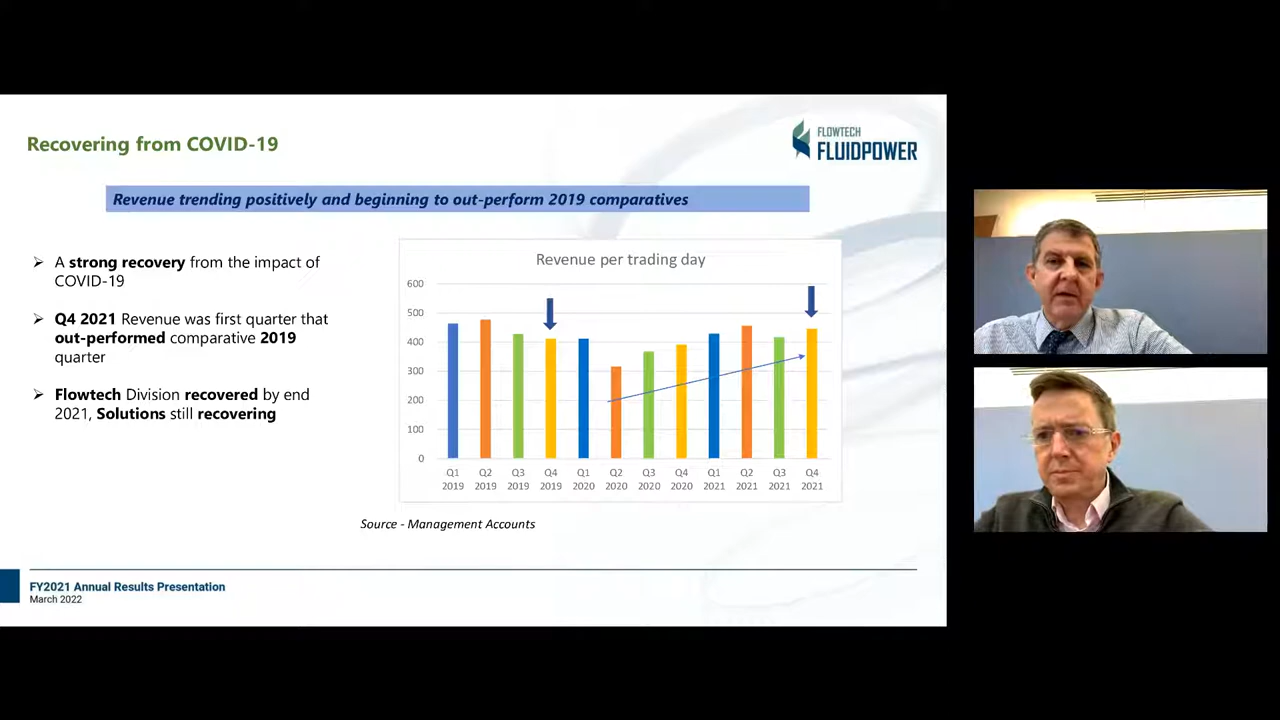 Recovering from COVID-19
FLOWTECH
FLUIDPOWER
Revenue trending positively and beginning to out-perform 2019 comparatives
A strong recovery from the impact of
COVID-19
Q4 2021 Revenue was first quarter that
out-performed comparative 2019
quarter
Flowtech Division recovered by end
2021, Solutions still recovering
Revenue per trading day
600
500
400
300
200
100
0
Q1 Q2 Q3 Q4 Q1 Q2 Q3 Q4 Q1 Q2 Q3 Q4
2019 2019 2019 2019 2020 2020 2020 2020 2021 2021 2021 2021
Source - Management Accounts
FY2021 Annual Results Presentation
March 2022